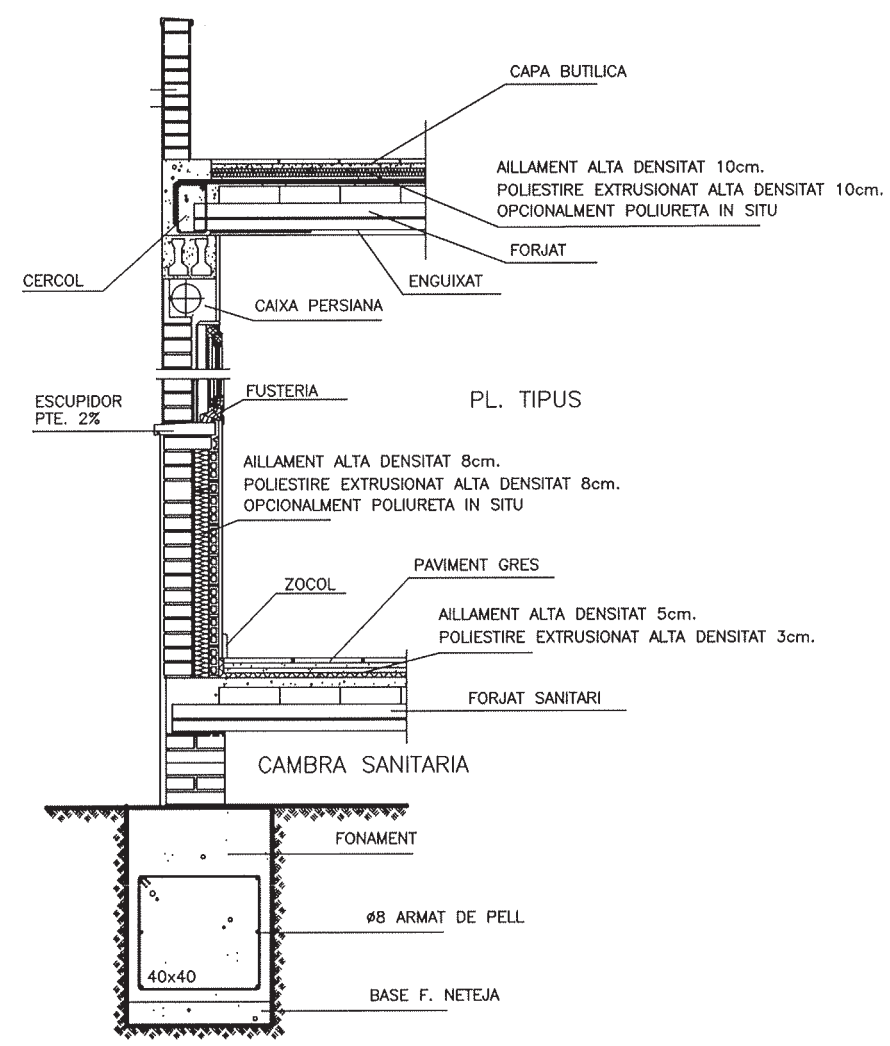 CAPA BUTILICA
AILLAMENT ALTA DENSITAT 10cm.
POLIESTIRE EXTRUSIONAT ALTA DENSITAT 10cm.
OPCIONALMENT POLIURETA IN SITU
FORJAT
CERCOL
ENGUIXAT
CAIXA PERSIANA
FUSTERIA
ESCUPIDOR
PTE. 2%
PL. TIPUS
AILLAMENT ALTA DENSITAT 8cm.
POLIESTIRE EXTRUSIONAT ALTA DENSITAT 8cm.
OPCIONALMENT POLIURETA IN SITU
PAVIMENT GRES
ZOCOL
AILLAMENT ALTA DENSITAT 5cm.
POLIESTIRE EXTRUSIONAT ALTA DENSITAT 3cm.
FORJAT SANITARI
CAMBRA SANITARIA
FONAMENT
ø8 ARMAT DE PELL
40x40
BASE F. NETEJA